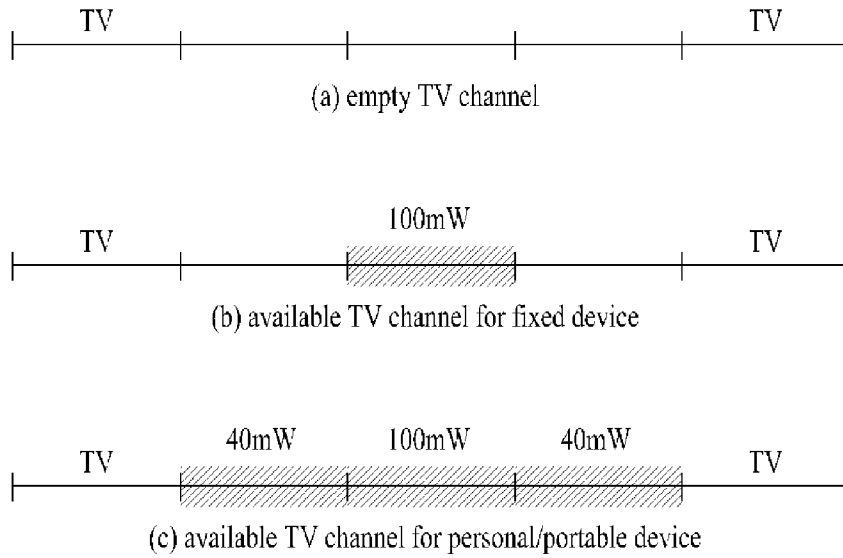 TV TV
(a) empty TV channel
100mW
TV TV
(b) available TV channel for fixed device
40mW 100mW 40mW
TV TV
(c) available TV channel for personal/portable device